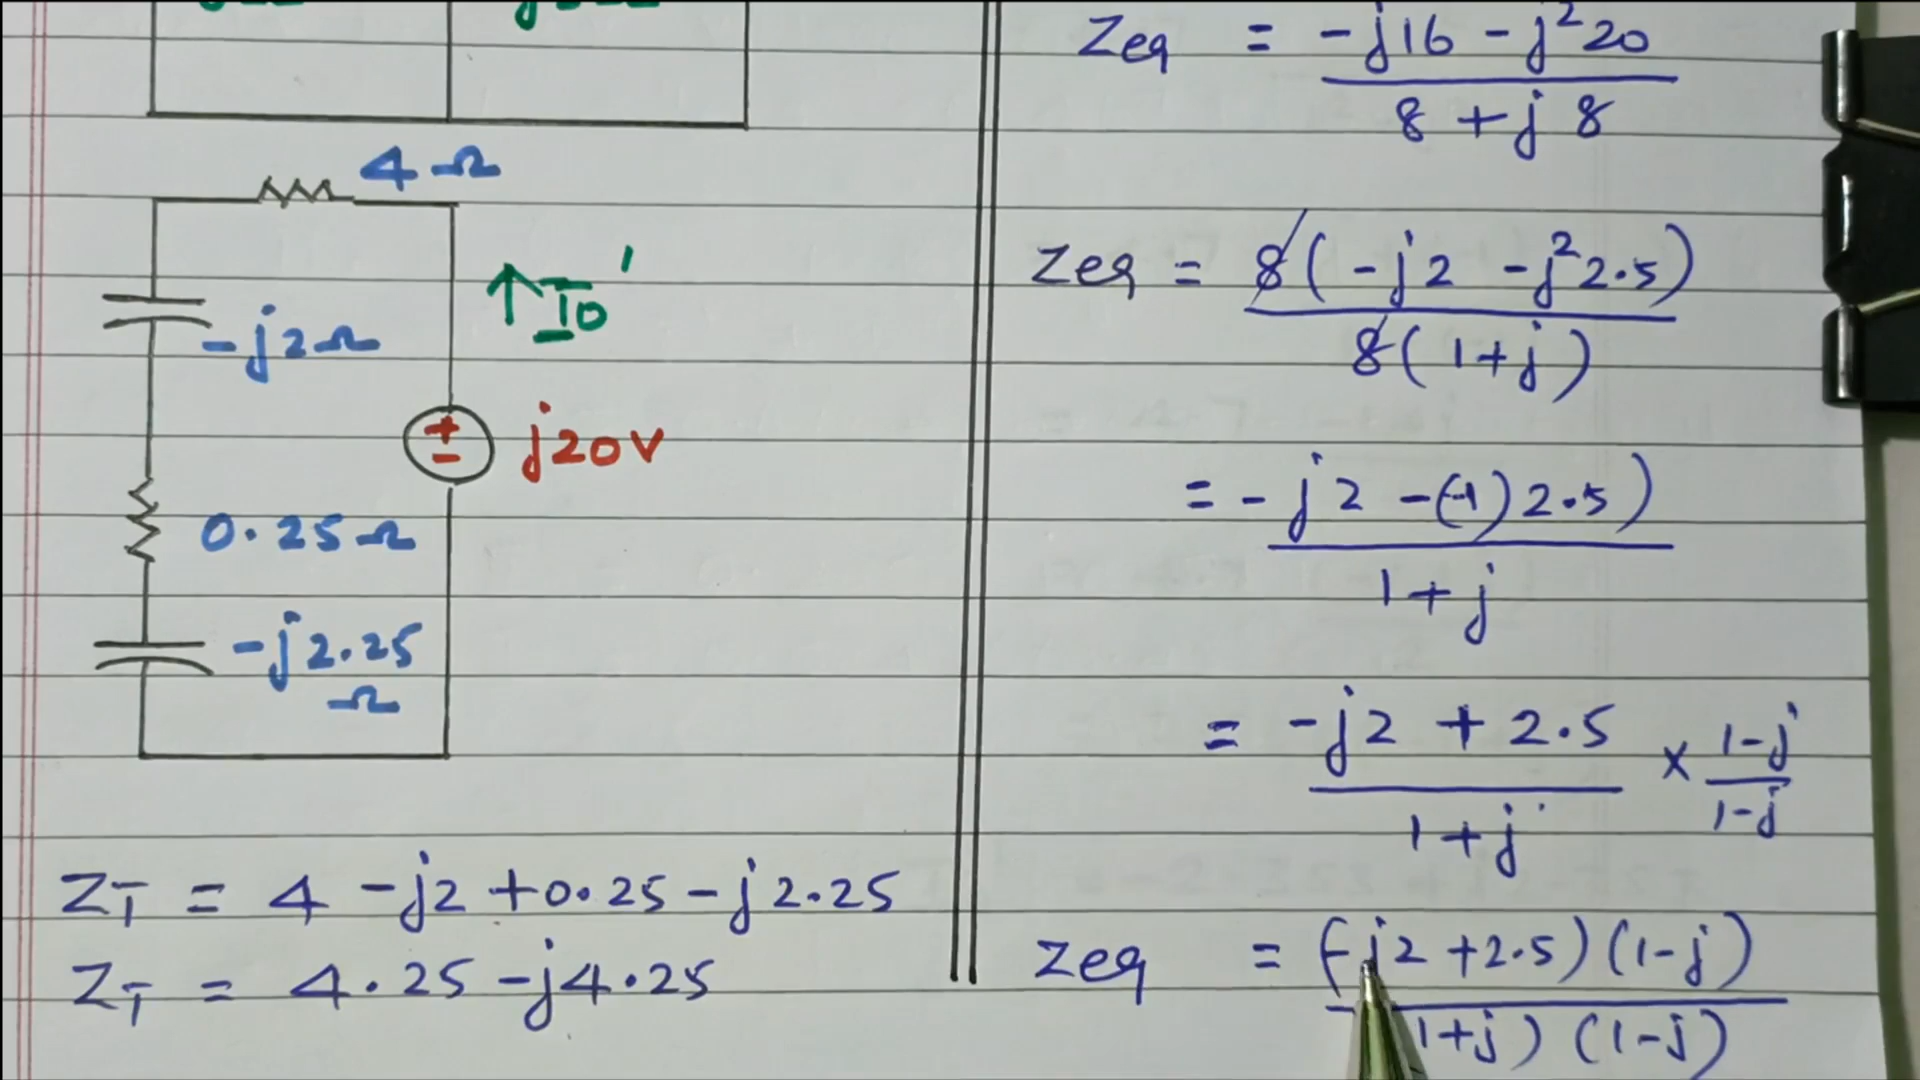 4 Ω
-j2Ω
↑ I0'
+
-
j20V
0.25Ω
-j2.25
Ω
ZT = 4 -j2 +0.25 -j2.25
ZT = 4.25 -j4.25
Zeq = -j16 - j²20
8 + j 8
Zeq = 8( -j2 -j²2.5)
8( 1+j )
= -j2 -(-1)2.5)
1+j
= -j2 + 2.5 × 1-j
1+j 1-j
Zeq = (-j2 +2.5) (1-j)
1+j) (1-j)